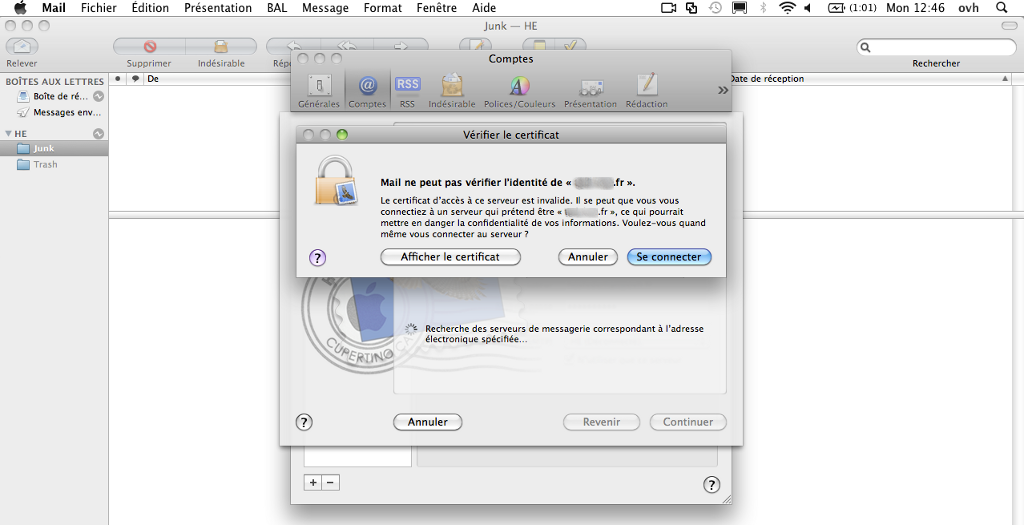 Mail Fichier Édition Présentation BAL Message Format Fenêtre Aide (1:01) Mon 12:46 ovh
Junk — HE
Relever Supprimer Indésirable Rechercher
Comptes
Générales Comptes RSS RSS Indésirable Polices/Couleurs Présentation Rédaction
BOÎTES AUX LETTRES
De
Date de réception
Boîte de ré...
Messages env...
HE
Junk
Trash
Vérifier le certificat
Mail ne peut pas vérifier l'identité de « .fr ».
Le certificat d'accès à ce serveur est invalide. Il se peut que vous vous
connectiez à un serveur qui prétend être « .fr », ce qui pourrait
mettre en danger la confidentialité de vos informations. Voulez-vous quand
même vous connecter au serveur ?
? Afficher le certificat Annuler Se connecter
Recherche des serveurs de messagerie correspondant à l'adresse
électronique spécifiée...
CUPERTINO
? Annuler Revenir Continuer
+ − ?